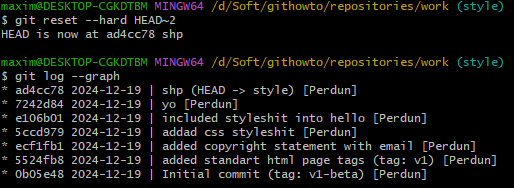 maxim@DESKTOP-CGKDTBM MINGW64 /d/Soft/githowto/repositories/work (style)
$ git reset --hard HEAD~2
HEAD is now at ad4cc78 shp
maxim@DESKTOP-CGKDTBM MINGW64 /d/Soft/githowto/repositories/work (style)
$ git log --graph
* ad4cc78 2024-12-19 | shp (HEAD -> style) [Perdun]
* 7242d84 2024-12-19 | yo [Perdun]
* e106b01 2024-12-19 | included styleshit into hello [Perdun]
* 5ccd979 2024-12-19 | addad css styleshit [Perdun]
* ecf1fb1 2024-12-19 | added copyright statement with email [Perdun]
* 5524fb8 2024-12-19 | added standart html page tags (tag: v1) [Perdun]
* 0b05e48 2024-12-19 | Initial commit (tag: v1-beta) [Perdun]